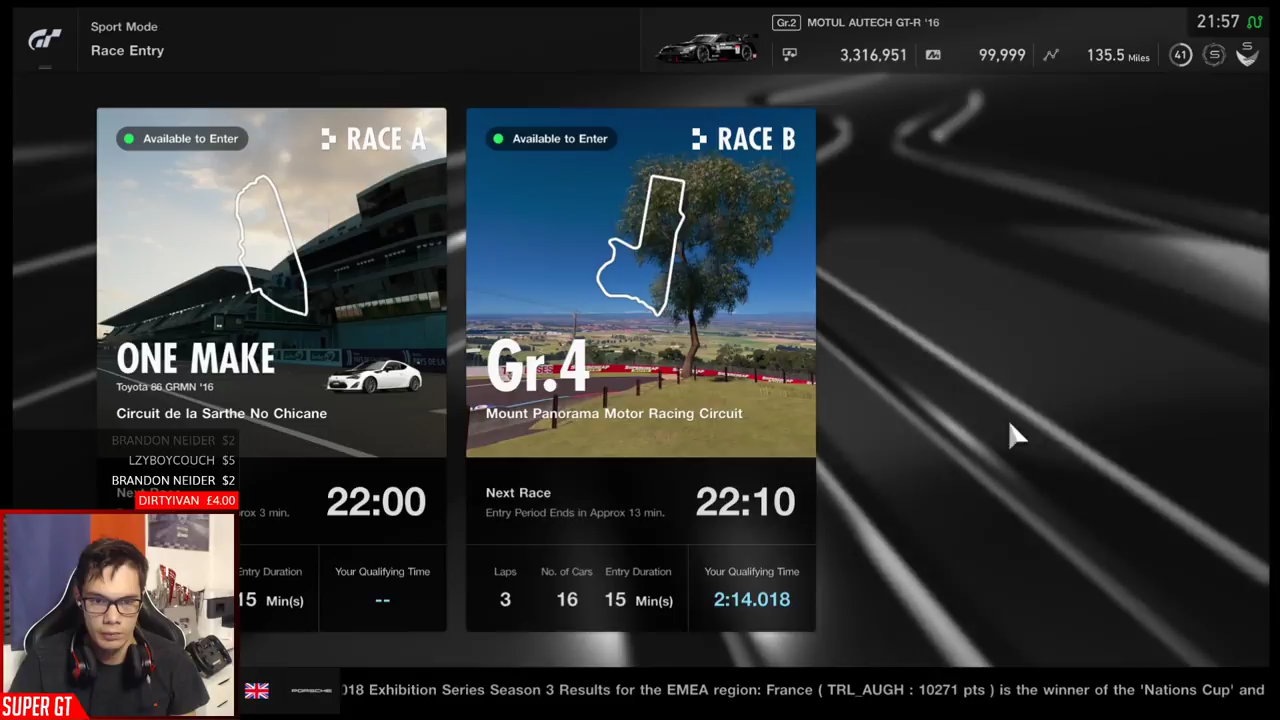 Sport Mode
Race Entry
Gr.2 MOTUL AUTECH GT-R '16
3,316,951
99,999
135.5 Miles
41
S
S
21:57
Available to Enter
RACE A
ONE MAKE
Toyota 86 GRMN '16
Circuit de la Sarthe No Chicane
22:00
rox 3 min.
Entry Duration
Your Qualifying Time
15 Min(s)
--
Available to Enter
RACE B
Gr.4
Mount Panorama Motor Racing Circuit
Next Race
Entry Period Ends in Approx 13 min.
22:10
Laps
No. of Cars
Entry Duration
Your Qualifying Time
3
16
15 Min(s)
2:14.018
BRANDON NEIDER $2
LZYBOYCOUCH $5
BRANDON NEIDER $2
DIRTYIVAN £4.00
SUPER GT
PORSCHE
018 Exhibition Series Season 3 Results for the EMEA region: France ( TRL_AUGH : 10271 pts ) is the winner of the 'Nations Cup' and